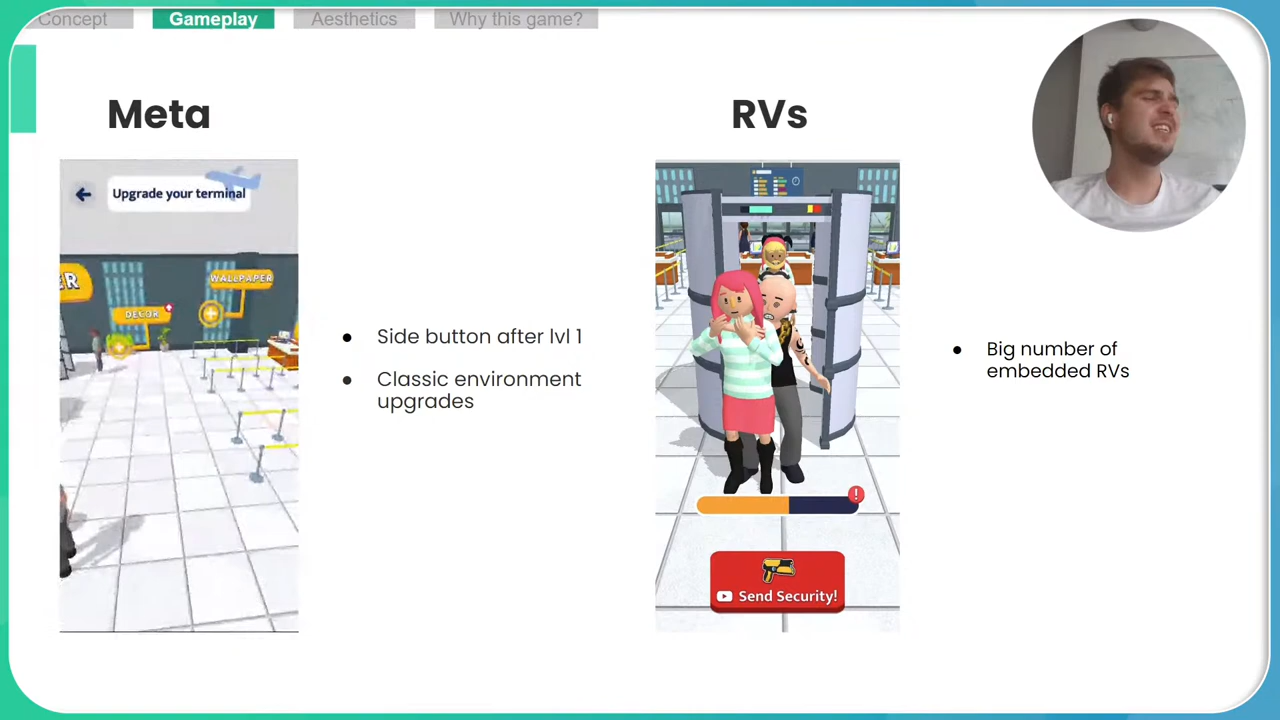 Concept
Gameplay
Aesthetics
Why this game?
Meta
RVs
Upgrade your terminal
ER
DECOR
WALLPAPER
Side button after lvl 1
Classic environment
upgrades
!
Send Security!
Big number of
embedded RVs